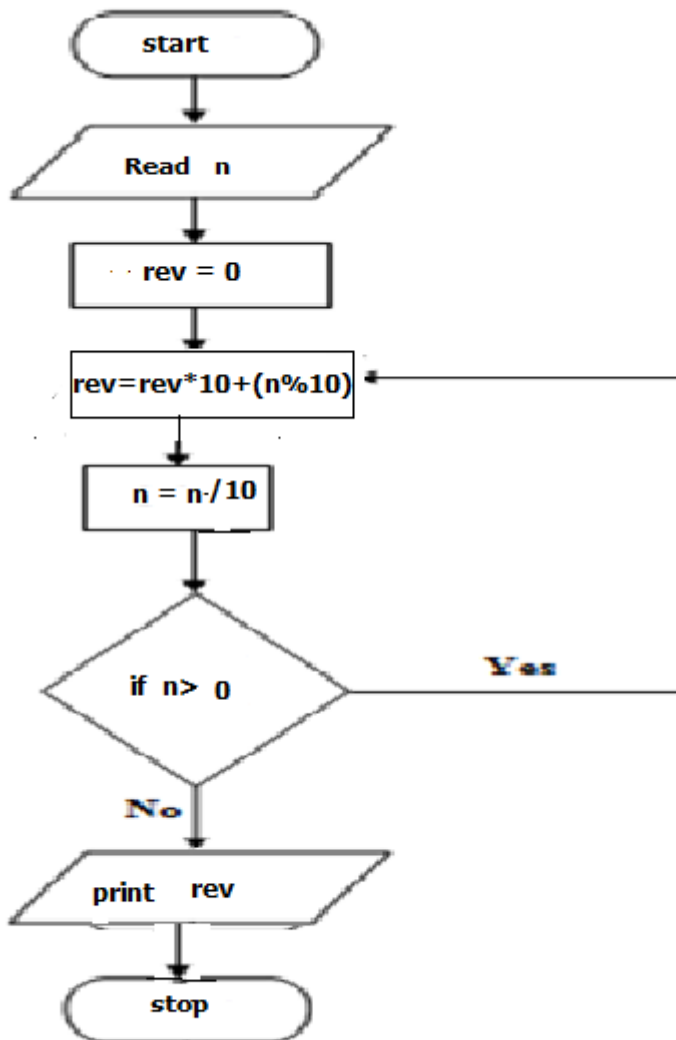 start
Read n
rev = 0
rev=rev*10+(n%10)
n = n /10
if n> 0
Yes
No
print rev
stop